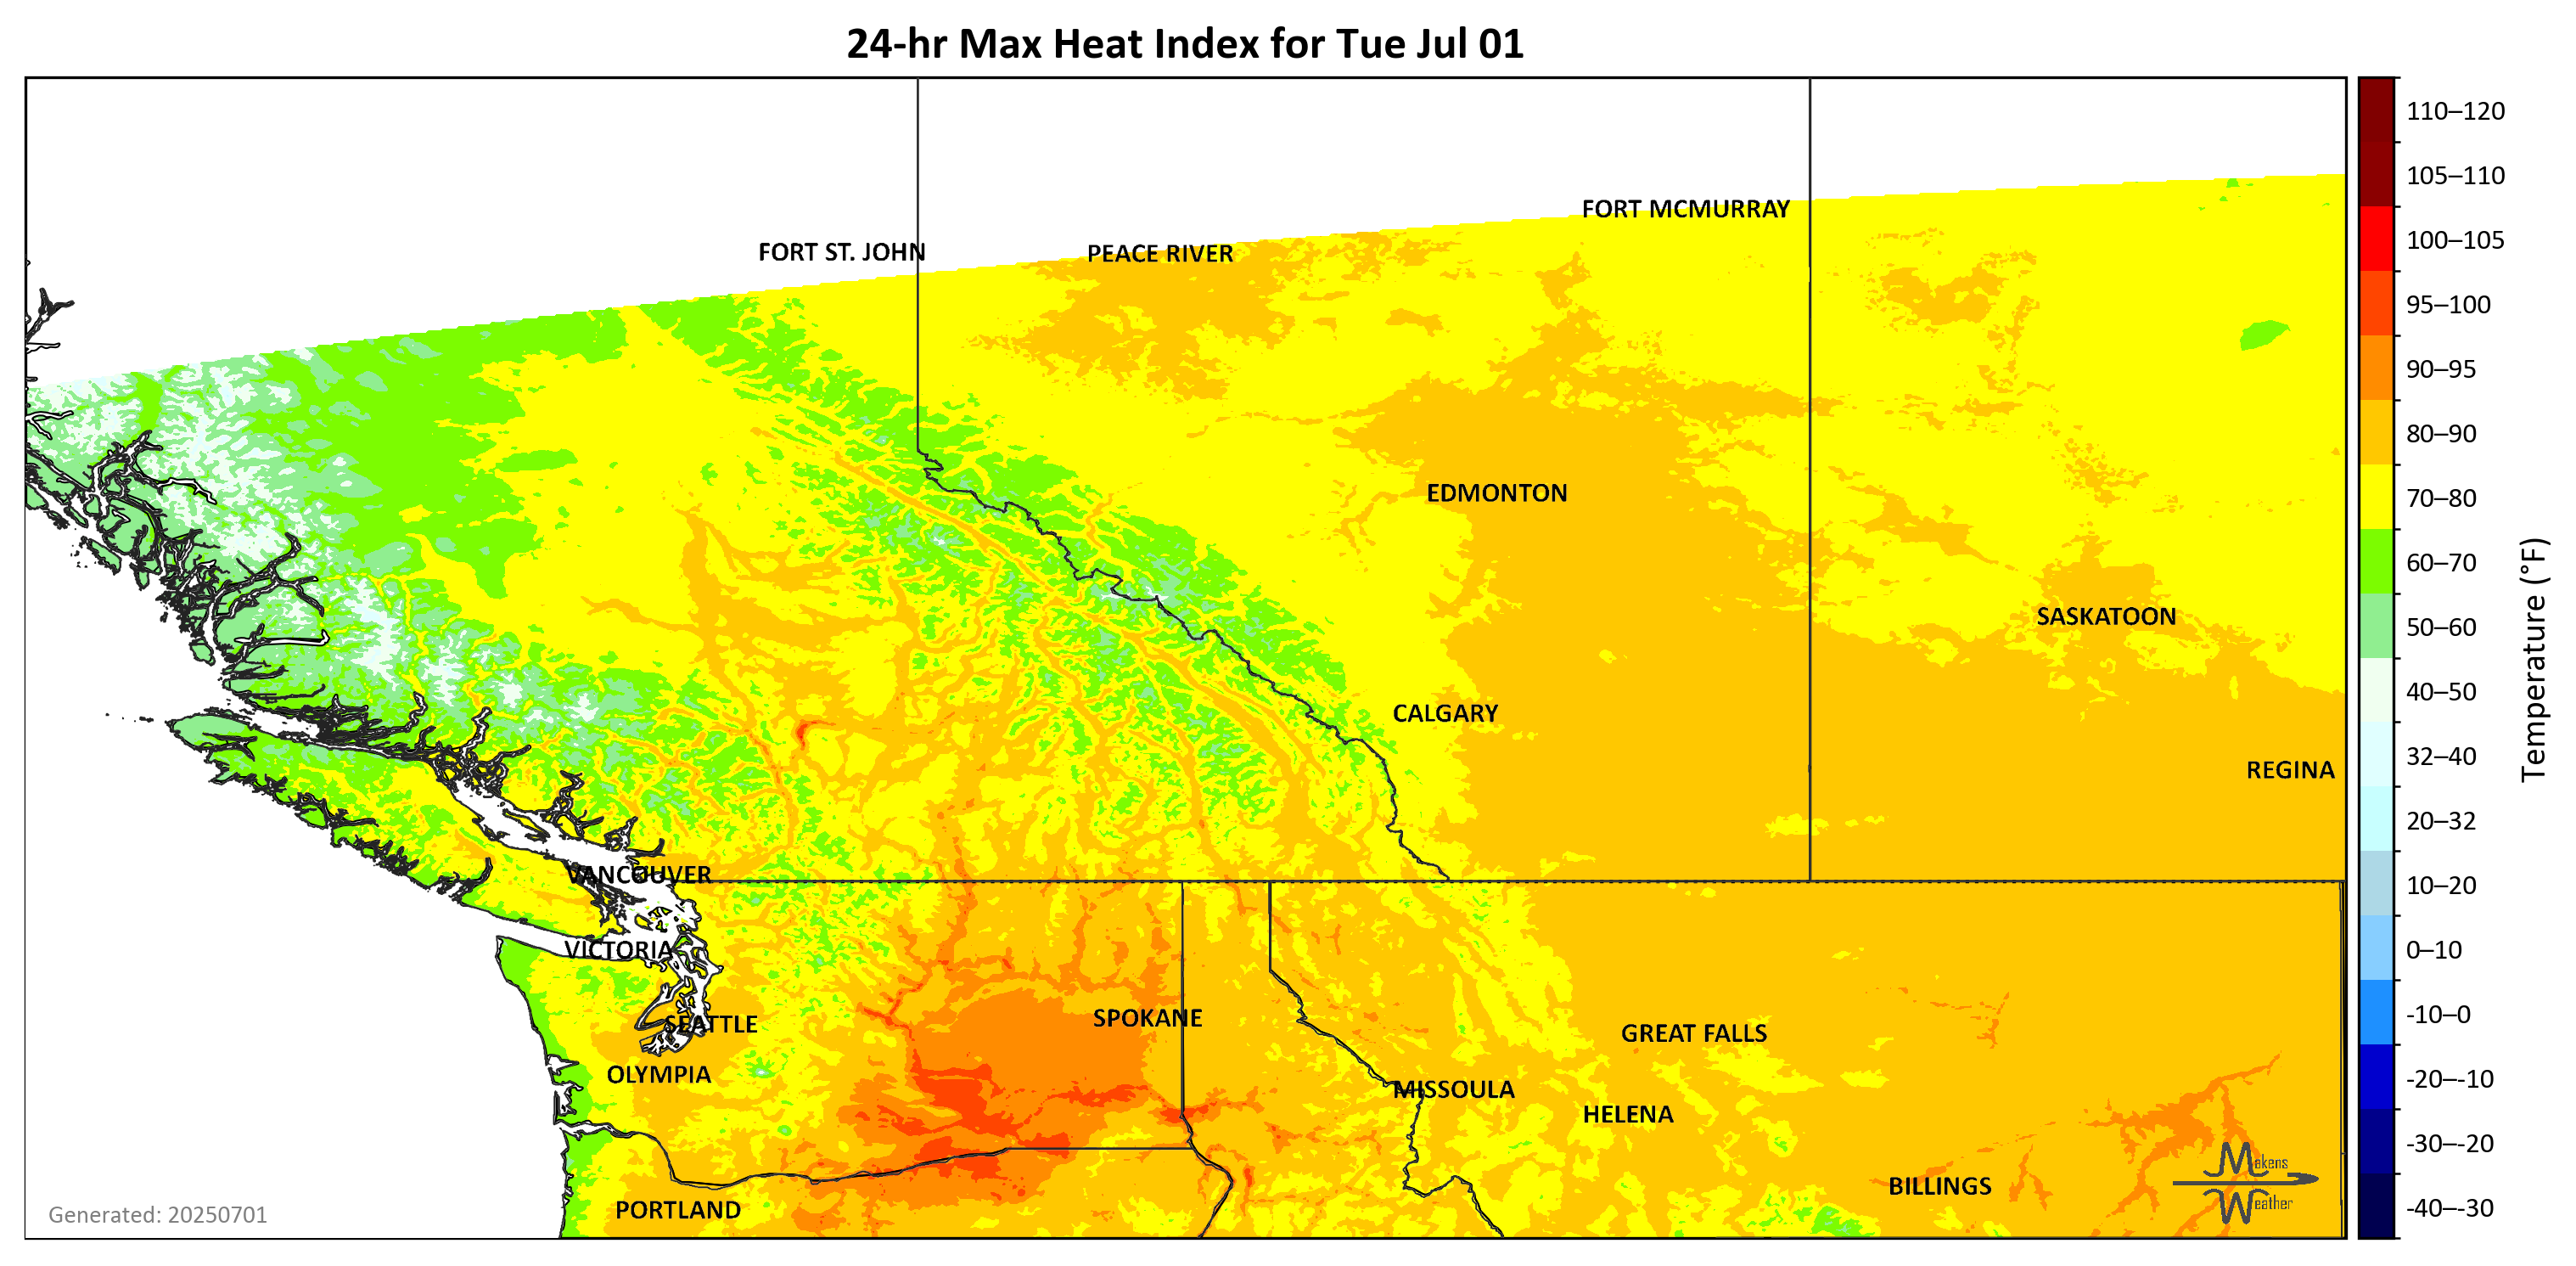 24-hr Max Heat Index for Tue Jul 01
FORT MCMURRAY
FORT ST. JOHN
PEACE RIVER
EDMONTON
SASKATOON
CALGARY
REGINA
VANCOUVER
VICTORIA
SEATTLE
SPOKANE
GREAT FALLS
OLYMPIA
MISSOULA
HELENA
BILLINGS
PORTLAND
Makens
Weather
Generated: 20250701
110–120
105–110
100–105
95–100
90–95
80–90
70–80
60–70
50–60
40–50
32–40
20–32
10–20
0–10
-10–0
-20–-10
-30–-20
-40–-30
Temperature (°F)